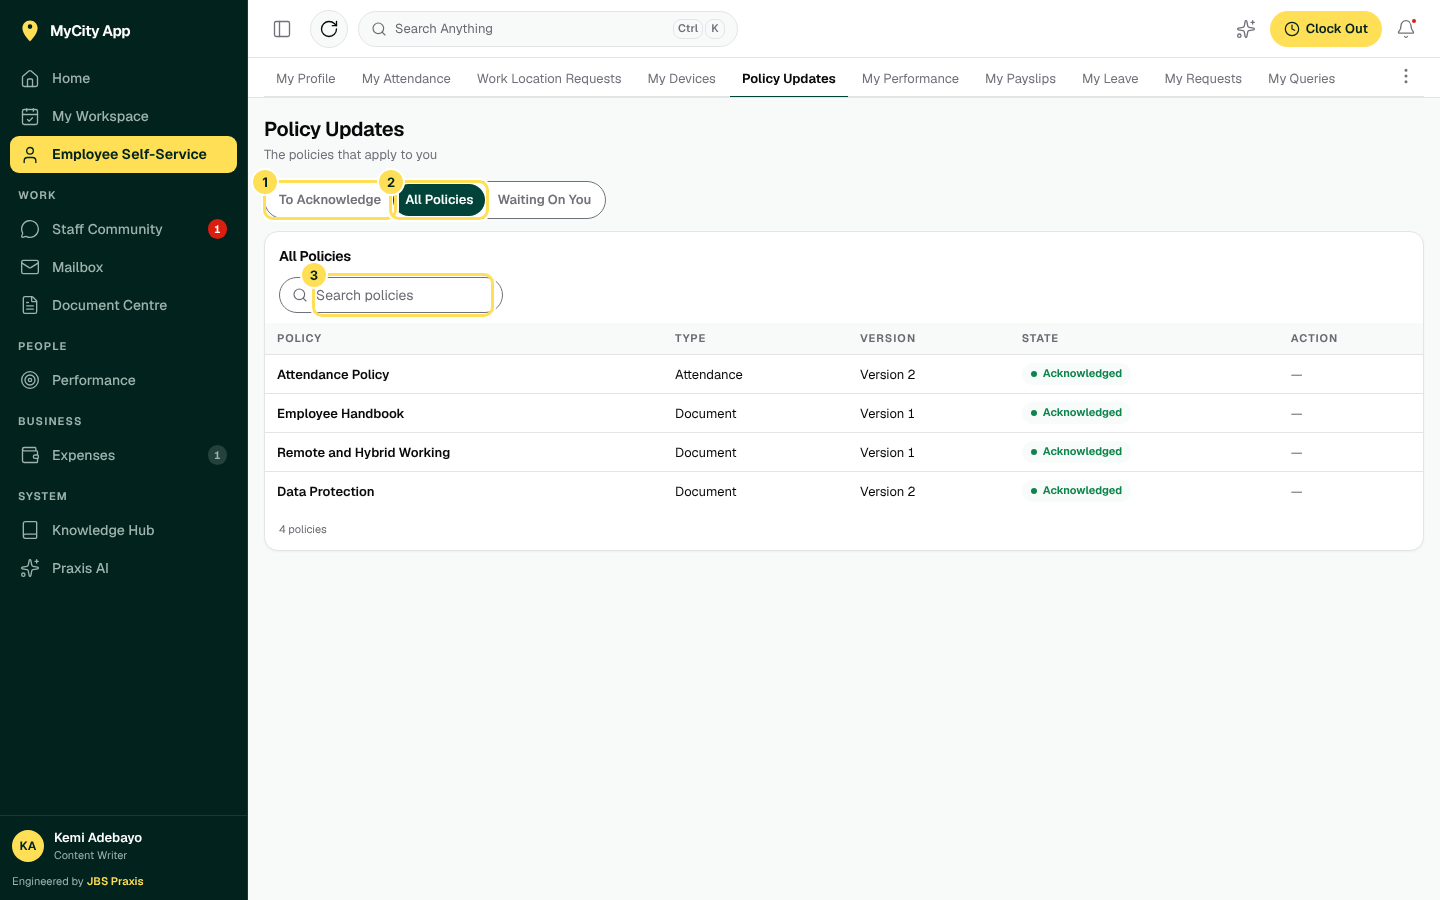 MyCity App
Home
My Workspace
Employee Self-Service
WORK
Staff Community 1
Mailbox
Document Centre
PEOPLE
Performance
BUSINESS
Expenses 1
SYSTEM
Knowledge Hub
Praxis AI
KA
Kemi Adebayo
Content Writer
Engineered by JBS Praxis
Search Anything Ctrl K
Clock Out
My Profile My Attendance Work Location Requests My Devices Policy Updates My Performance My Payslips My Leave My Requests My Queries
Policy Updates
The policies that apply to you
1 2
To Acknowledge All Policies Waiting On You
All Policies
3
Search policies
POLICY TYPE VERSION STATE ACTION
Attendance Policy Attendance Version 2 Acknowledged —
Employee Handbook Document Version 1 Acknowledged —
Remote and Hybrid Working Document Version 1 Acknowledged —
Data Protection Document Version 2 Acknowledged —
4 policies